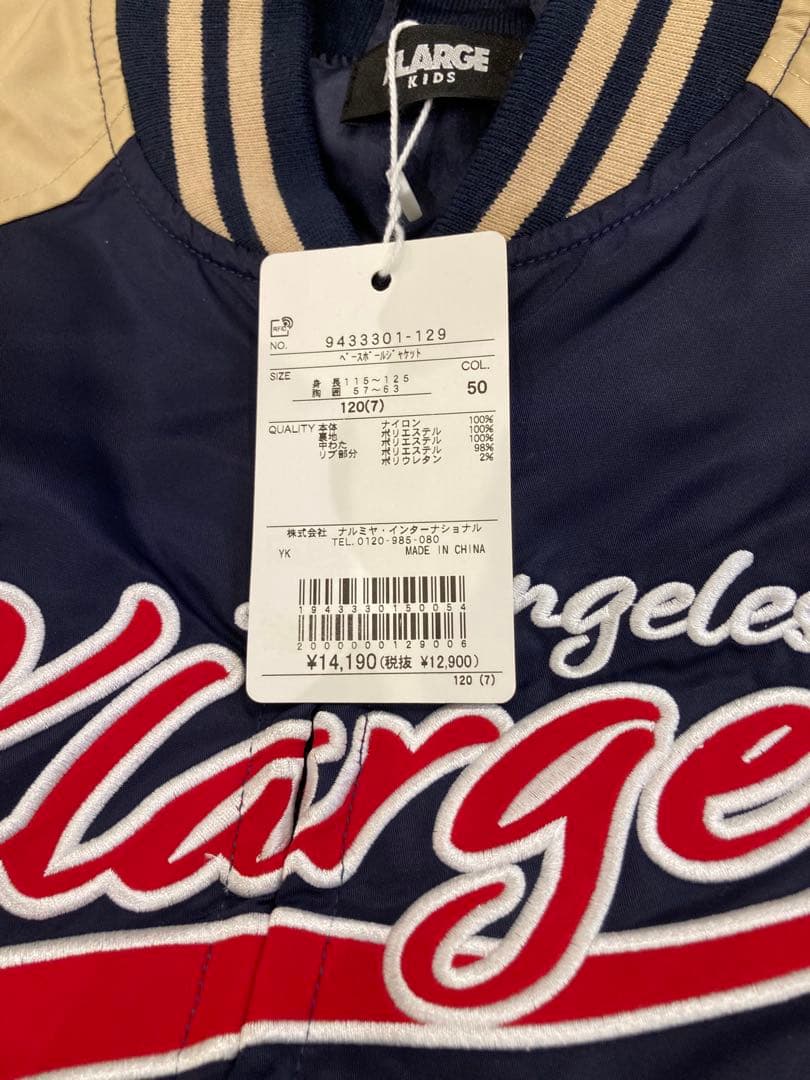 XLARGE
KIDS
RFID
NO. 9433301-129
ベースボールジャケット
SIZE
身 長 115～125
胸 囲 57～63
120(7)
COL.
50
QUALITY 本体 ナイロン 100%
裏地 ポリエステル 100%
中わた ポリエステル 100%
リブ部分 ポリエステル 98%
ポリウレタン 2%
株式会社 ナルミヤ・インターナショナル
TEL.0120-985-080
YK MADE IN CHINA
1943330150054
2000000129006
¥14,190(税抜 ¥12,900)
120 (7)
ngeles
Xlarge